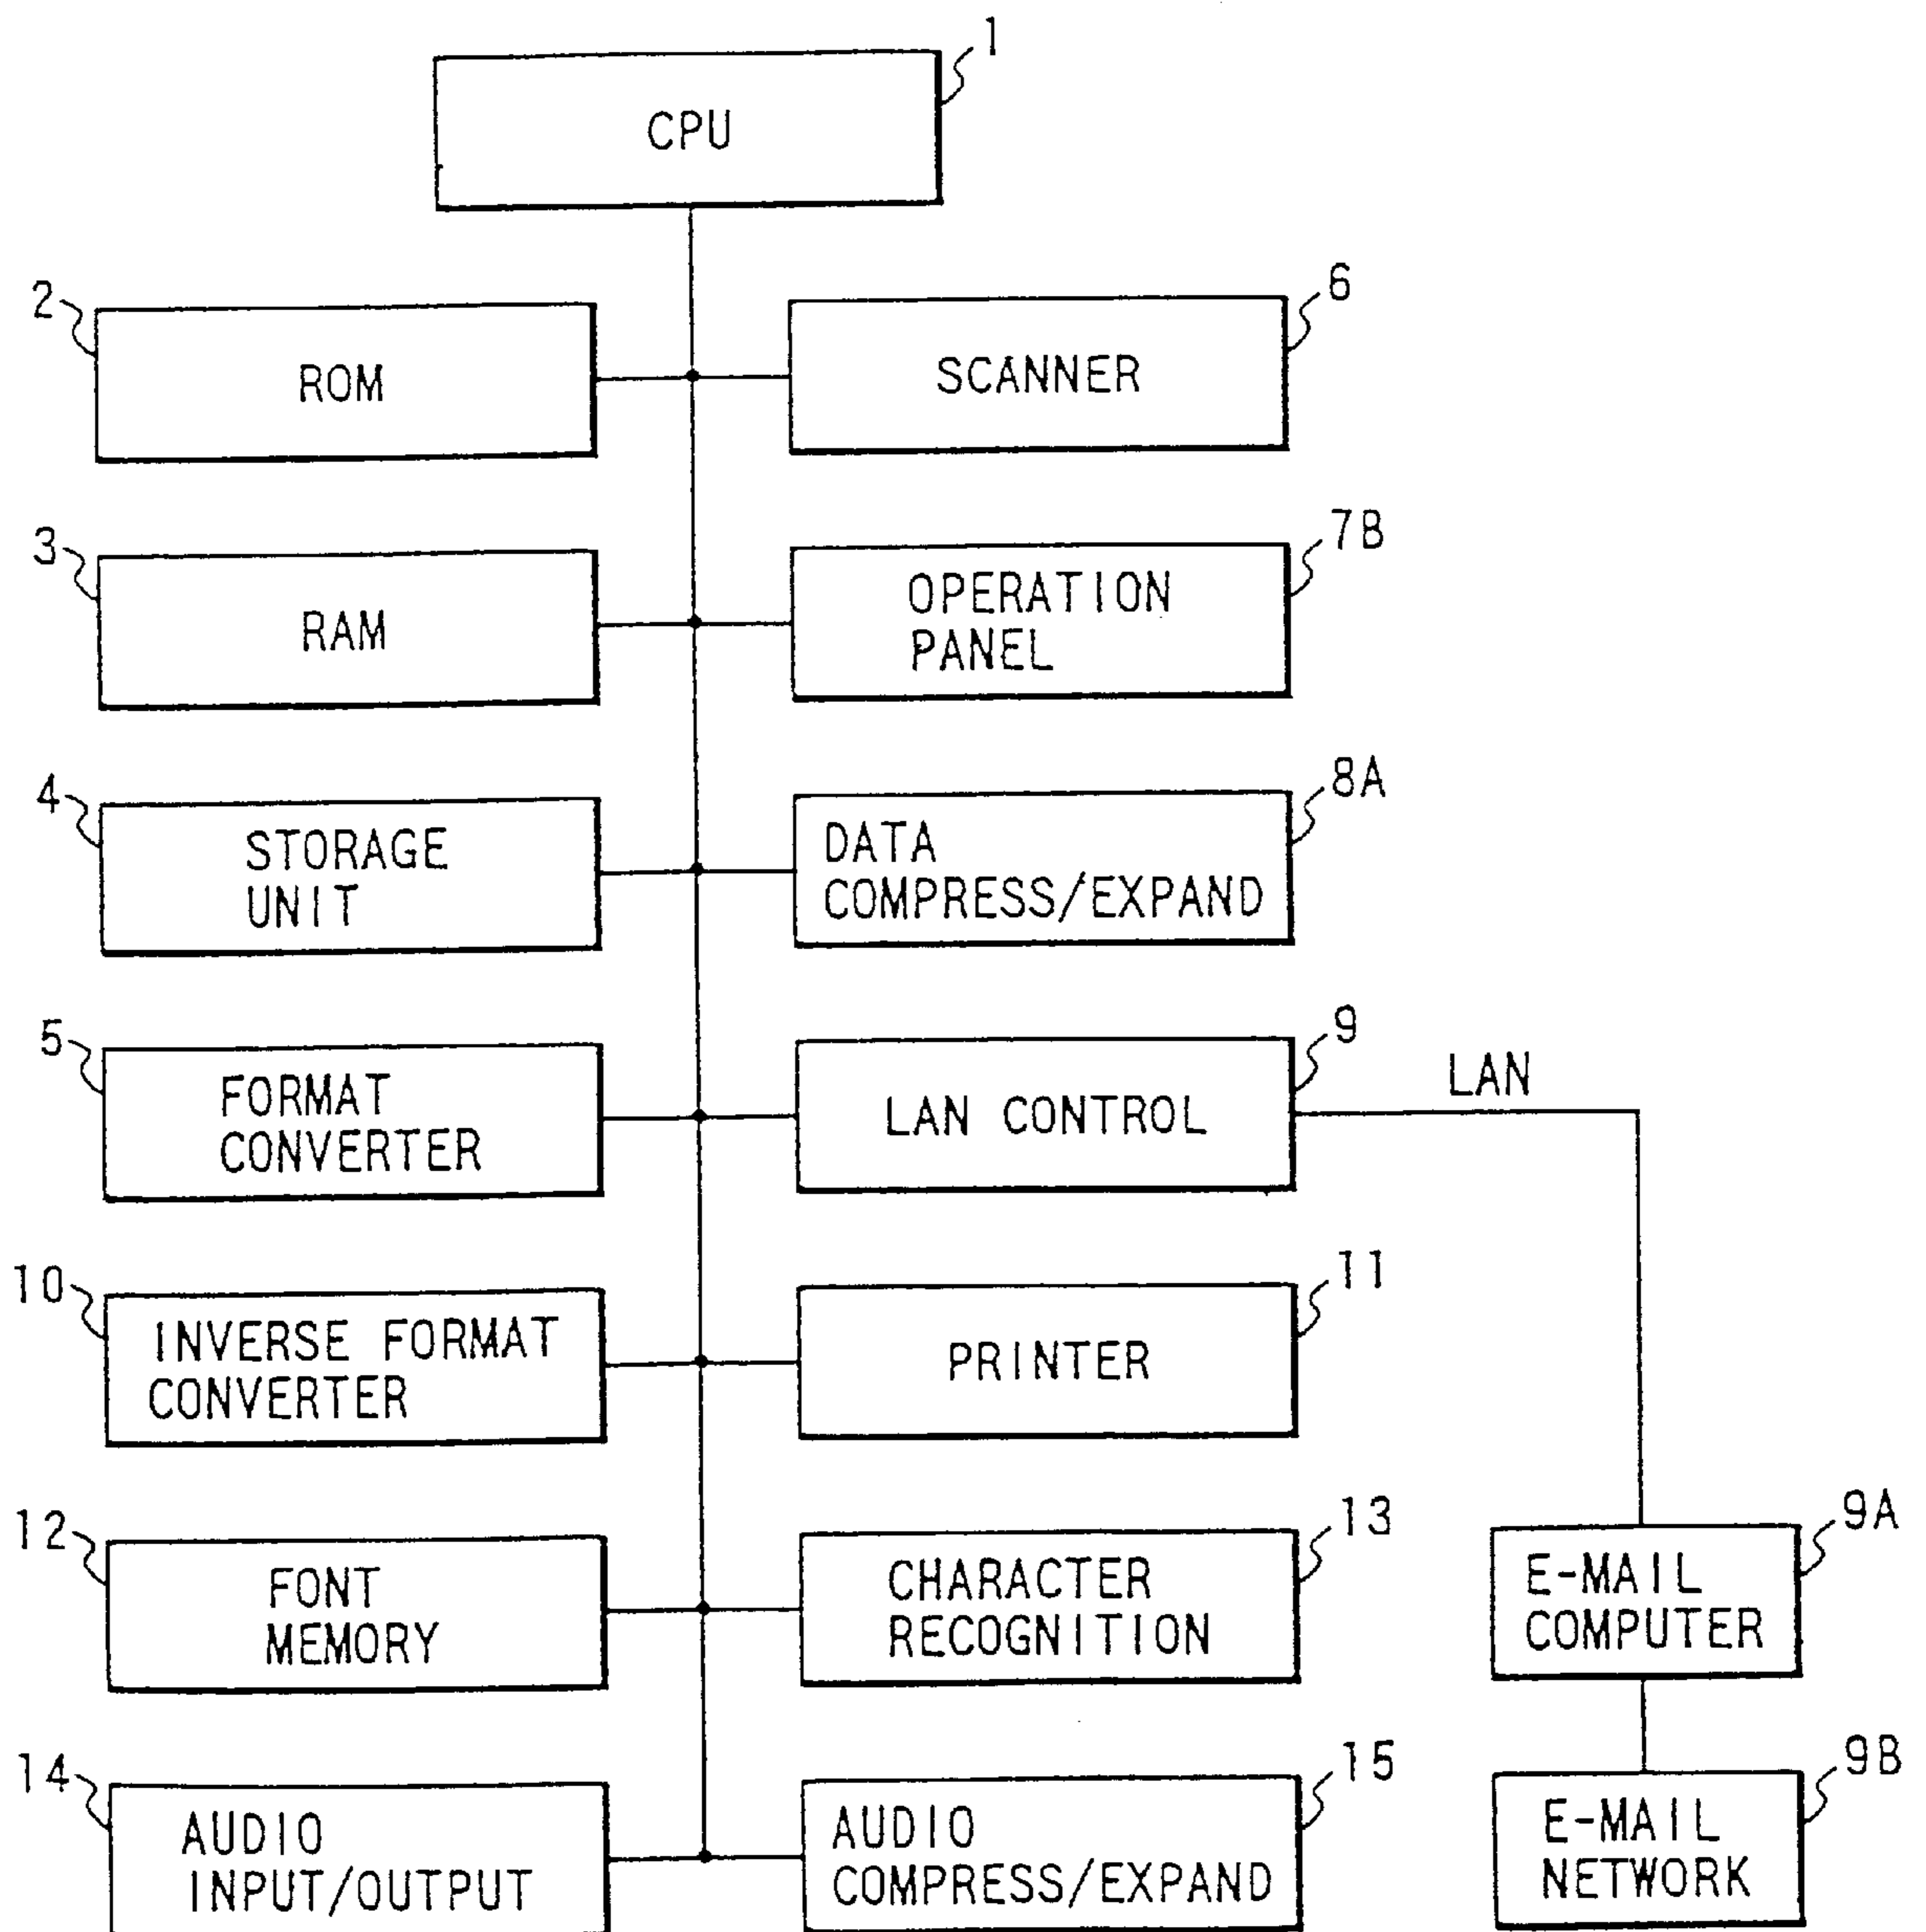 1
CPU
2
ROM
6
SCANNER
3
RAM
7B
OPERATION
PANEL
4
STORAGE
UNIT
8A
DATA
COMPRESS/EXPAND
5
FORMAT
CONVERTER
9
LAN CONTROL
LAN
10
INVERSE FORMAT
CONVERTER
11
PRINTER
12
FONT
MEMORY
13
CHARACTER
RECOGNITION
9A
E-MAIL
COMPUTER
14
AUDIO
INPUT/OUTPUT
15
AUDIO
COMPRESS/EXPAND
9B
E-MAIL
NETWORK